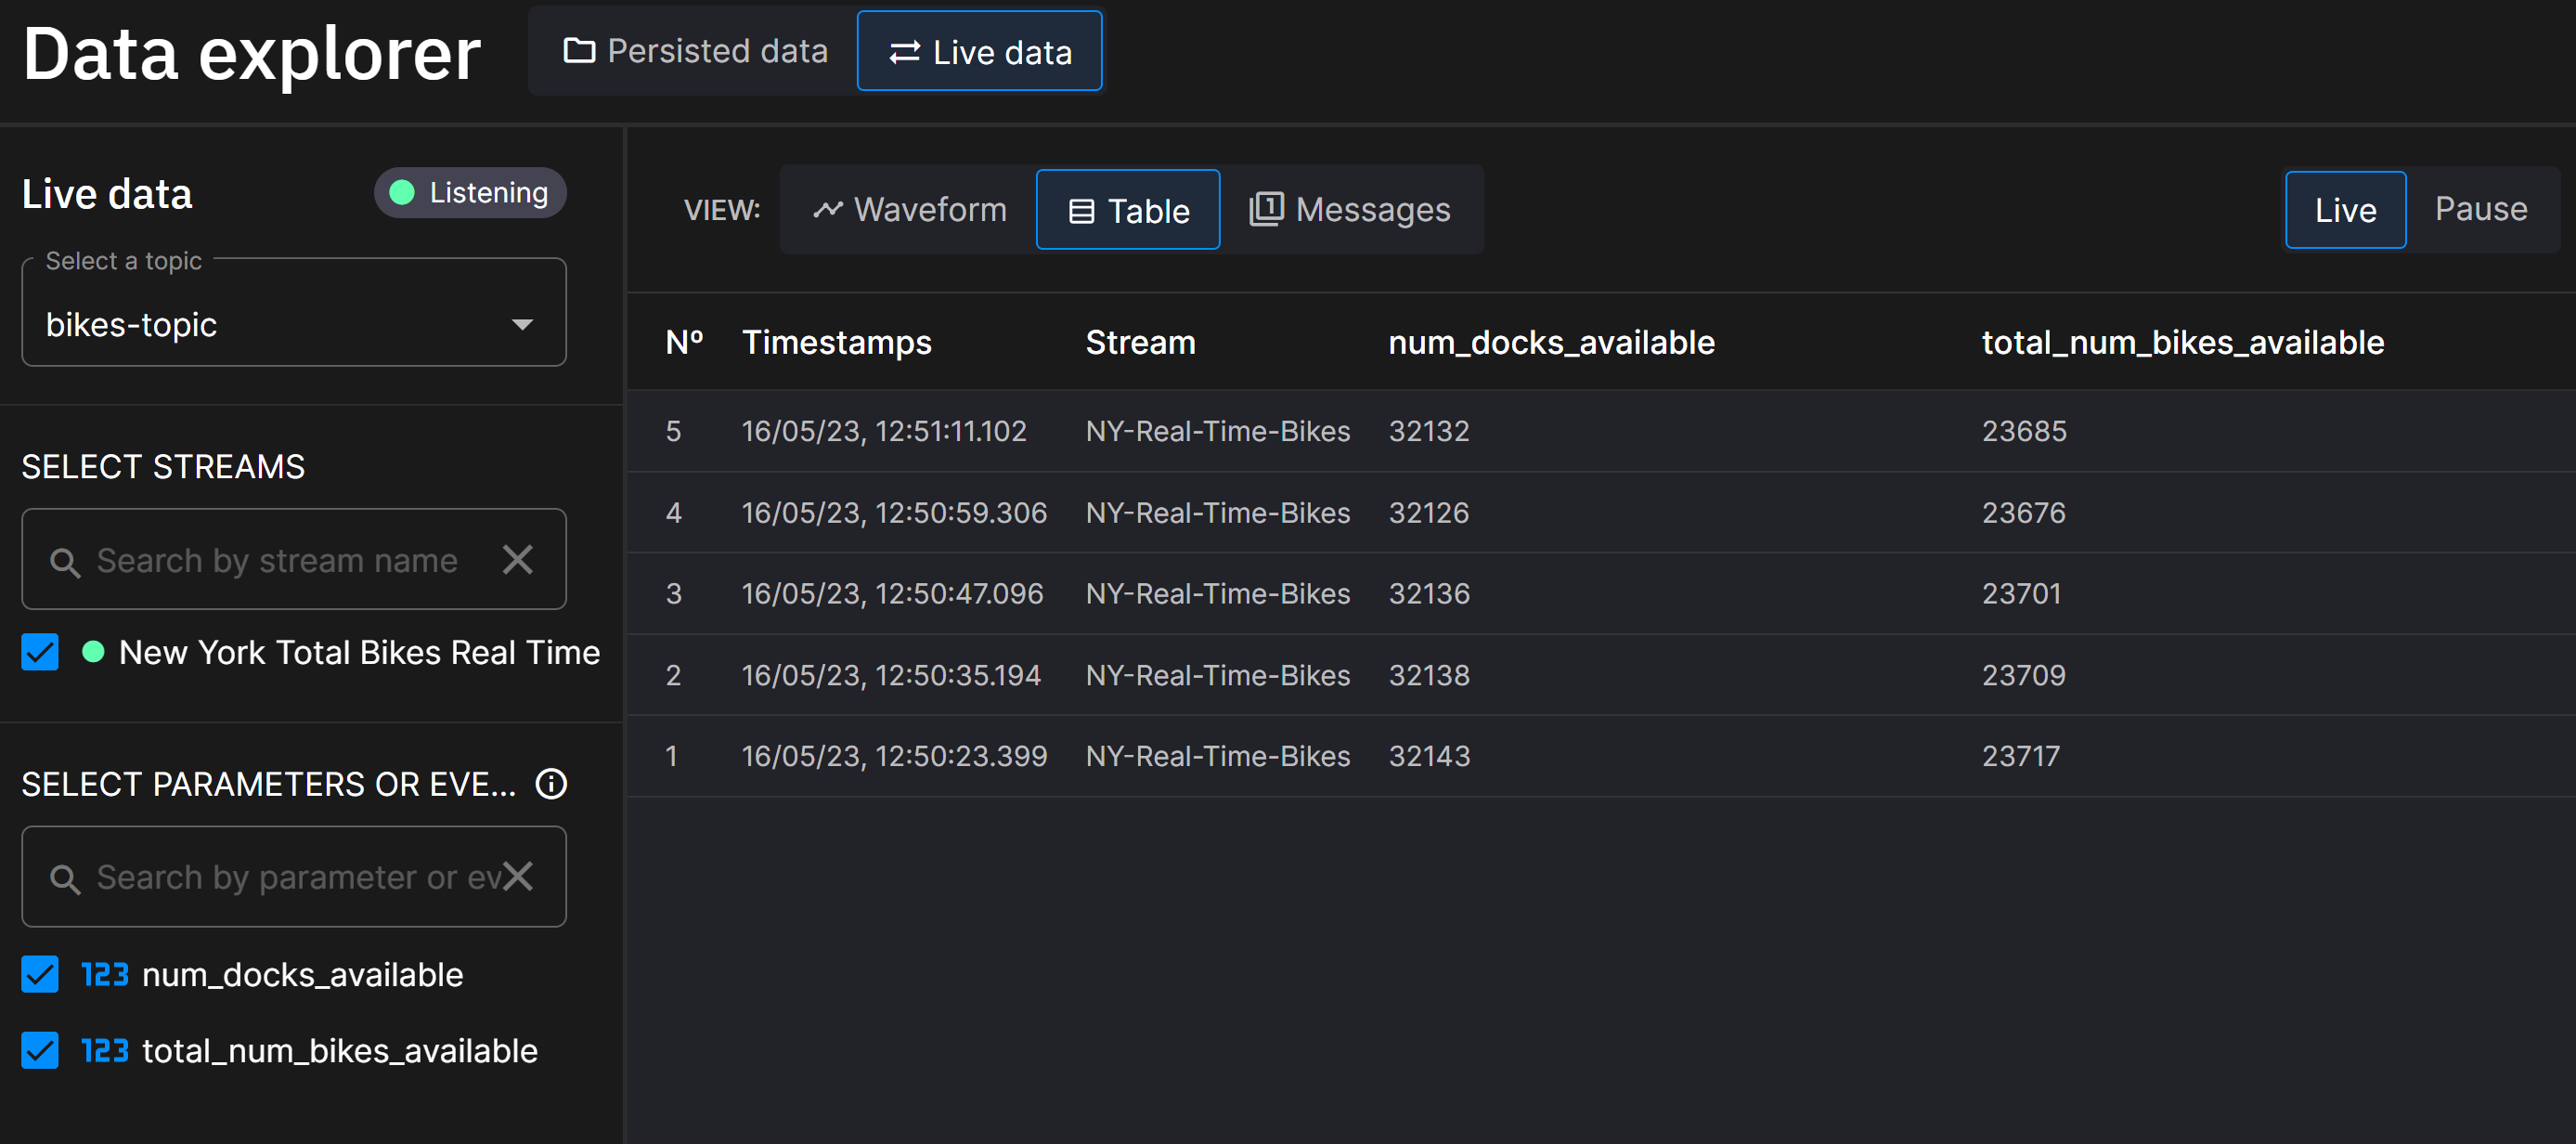 Data explorer
Persisted data
Live data
Live data
Listening
Select a topic
bikes-topic
SELECT STREAMS
Search by stream name
New York Total Bikes Real Time
SELECT PARAMETERS OR EVE...
Search by parameter or ev
123 num_docks_available
123 total_num_bikes_available
VIEW: Waveform Table Messages
Live Pause
Nº Timestamps Stream num_docks_available total_num_bikes_available
5 16/05/23, 12:51:11.102 NY-Real-Time-Bikes 32132 23685
4 16/05/23, 12:50:59.306 NY-Real-Time-Bikes 32126 23676
3 16/05/23, 12:50:47.096 NY-Real-Time-Bikes 32136 23701
2 16/05/23, 12:50:35.194 NY-Real-Time-Bikes 32138 23709
1 16/05/23, 12:50:23.399 NY-Real-Time-Bikes 32143 23717